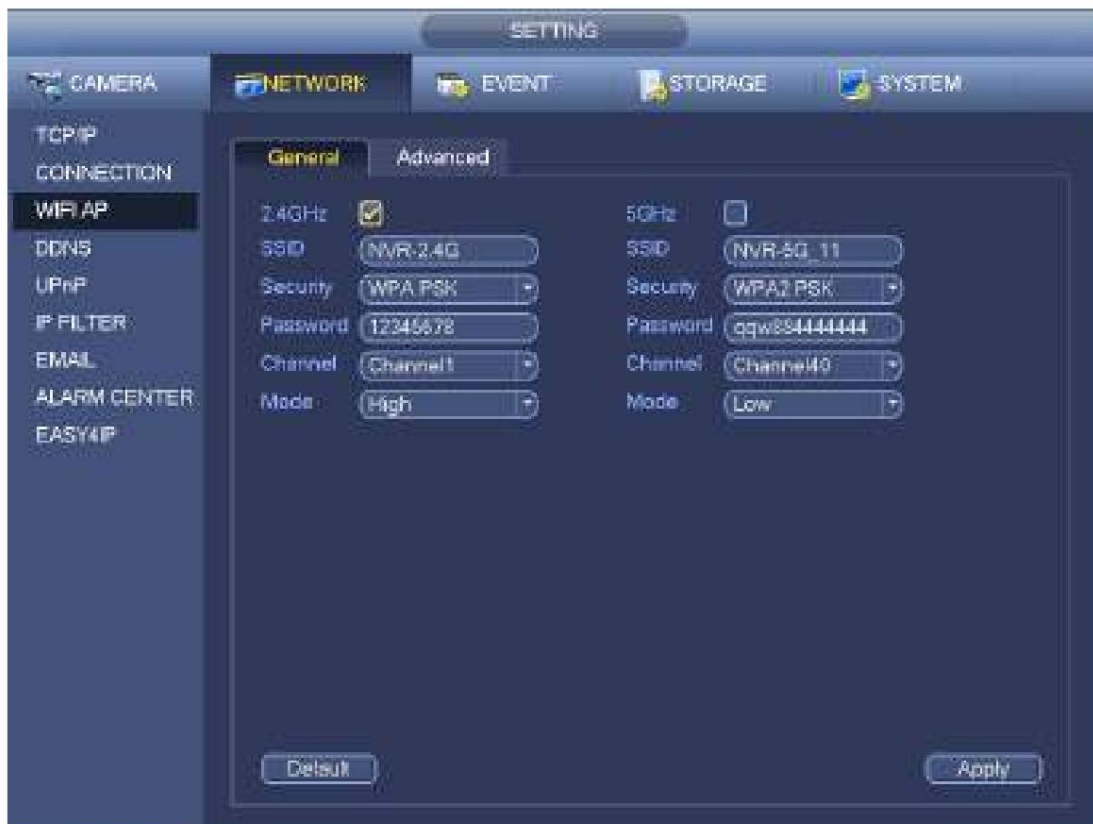 SETTING
CAMERA NETWORK EVENT STORAGE SYSTEM
TCP/IP
CONNECTION
WIFI AP
DDNS
UPnP
IP FILTER
EMAIL
ALARM CENTER
EASY4IP
General Advanced
2.4GHz 5GHz
SSID NVR-2.4G SSID NVR-5G_11
Security WPA PSK Security WPA2 PSK
Password 12345678 Password
Channel Channel1 Channel Channel40
Mode High Mode Low
Default Apply